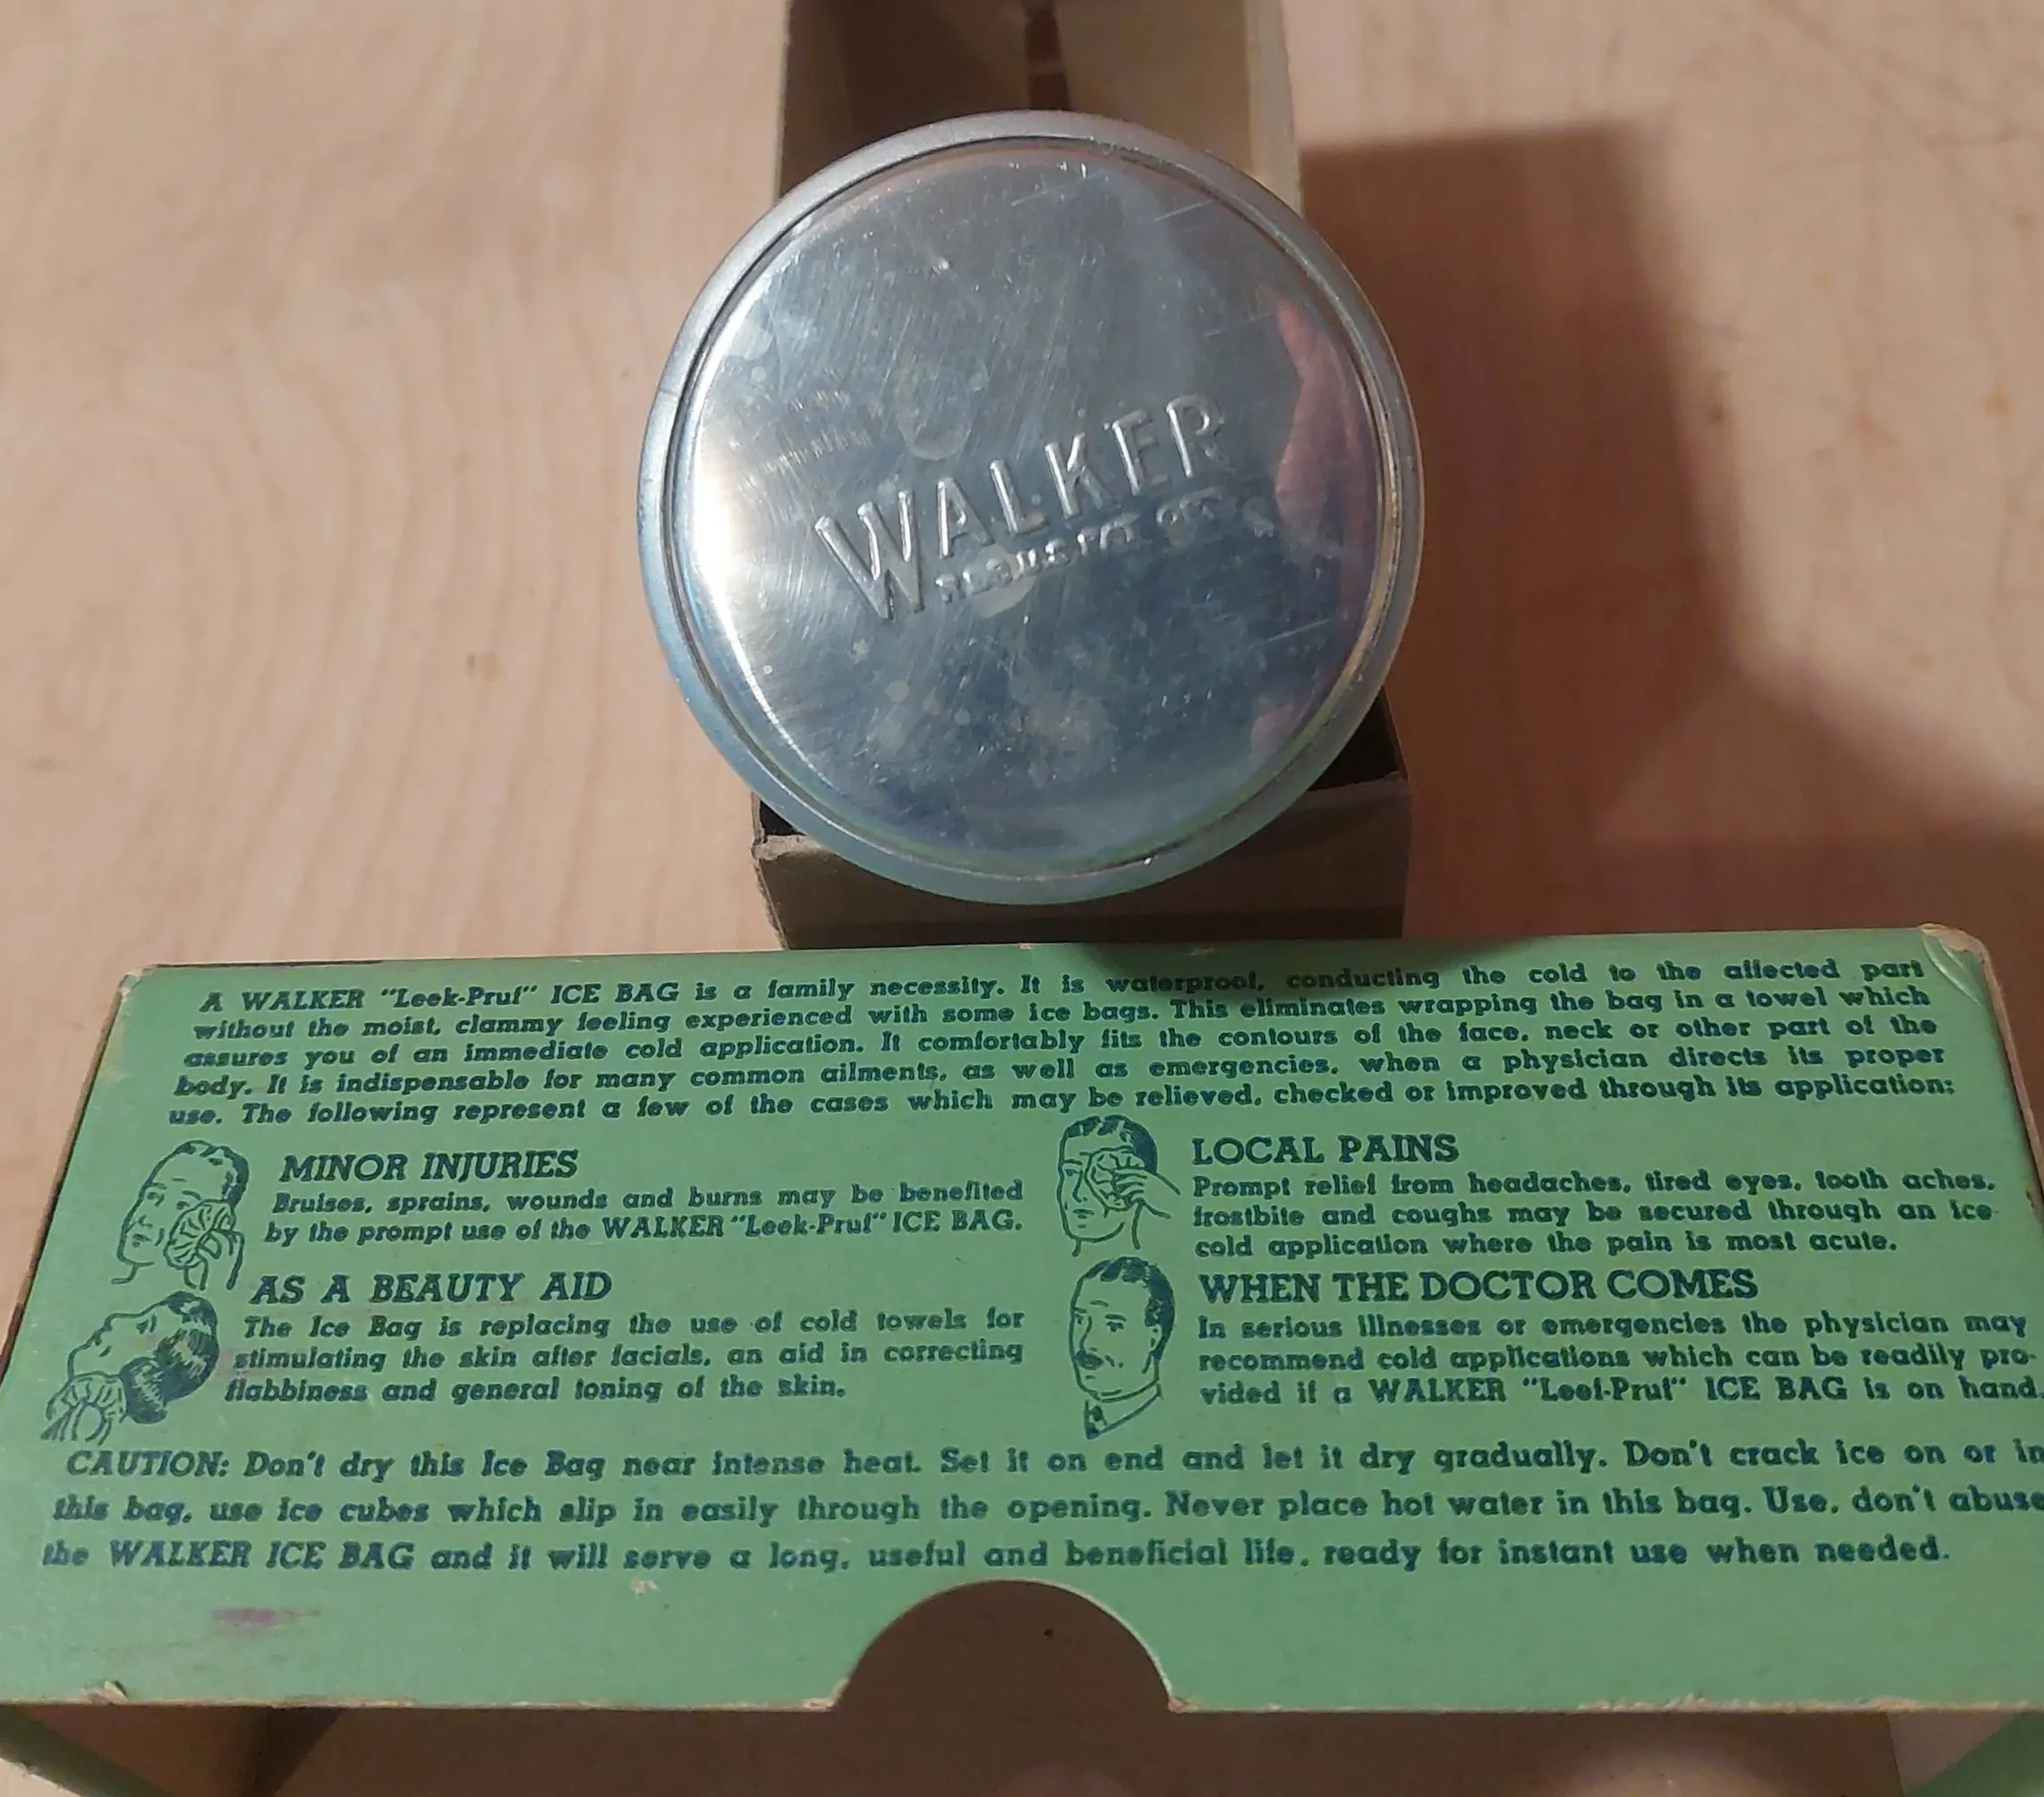 WALKER
U.S. PAT. OFF.
A WALKER "Leek-Pruf" ICE BAG is a family necessity. It is waterproof, conducting the cold to the affected part
without the moist, clammy feeling experienced with some ice bags. This eliminates wrapping the bag in a towel which
assures you of an immediate cold application. It comfortably fits the contours of the face, neck or other part of the
body. It is indispensable for many common ailments, as well as emergencies, when a physician directs its proper
use. The following represent a few of the cases which may be relieved, checked or improved through its application:
MINOR INJURIES
Bruises, sprains, wounds and burns may be benefited
by the prompt use of the WALKER "Leek-Pruf" ICE BAG.
AS A BEAUTY AID
The Ice Bag is replacing the use of cold towels for
stimulating the skin after facials, an aid in correcting
flabbiness and general toning of the skin.
LOCAL PAINS
Prompt relief from headaches, tired eyes, tooth aches,
frostbite and coughs may be secured through an ice
cold application where the pain is most acute.
WHEN THE DOCTOR COMES
In serious illnesses or emergencies the physician may
recommend cold applications which can be readily pro-
vided if a WALKER "Leef-Pruf" ICE BAG is on hand.
CAUTION: Don't dry this Ice Bag near intense heat. Set it on end and let it dry gradually. Don't crack ice on or in
this bag, use ice cubes which slip in easily through the opening. Never place hot water in this bag. Use, don't abuse
the WALKER ICE BAG and it will serve a long, useful and beneficial life, ready for instant use when needed.